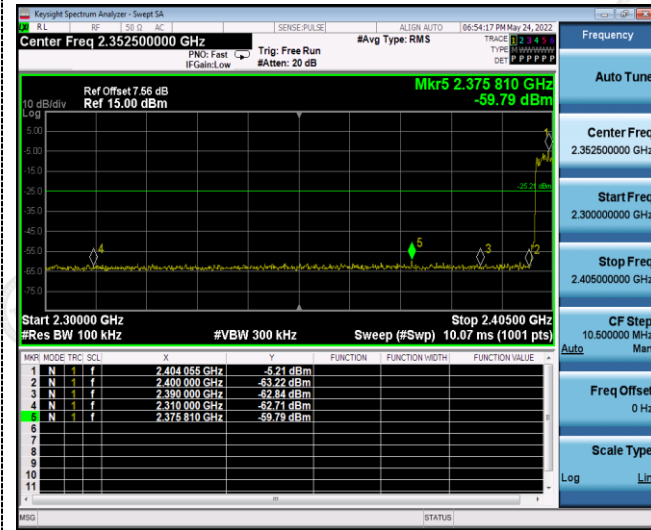 Keysight Spectrum Analyzer - Swept SA
RL RF 50 Ω AC SENSE:PULSE ALIGN AUTO 06:54:17 PM May 24, 2022
Center Freq 2.352500000 GHz
PNO: Fast
IFGain:Low
Trig: Free Run
#Atten: 20 dB
#Avg Type: RMS
TRACE 1 2 3 4 5 6
TYPE M W W W W W
DET P P P P P P
Ref Offset 7.56 dB
Ref 15.00 dBm
10 dB/div
Log
Mkr5 2.375 810 GHz
-59.79 dBm
5.00
-5.00
-15.0
-25.0
-35.0
-45.0
-55.0
-65.0
-75.0
-25.21 dBm
1
4
5
3
2
Start 2.30000 GHz
Stop 2.40500 GHz
#Res BW 100 kHz
#VBW 300 kHz
Sweep (#Swp) 10.07 ms (1001 pts)
MKR MODE TRC SCL X Y FUNCTION FUNCTION WIDTH FUNCTION VALUE
1 N 1 f 2.404 055 GHz -5.21 dBm
2 N 1 f 2.400 000 GHz -63.22 dBm
3 N 1 f 2.390 000 GHz -62.84 dBm
4 N 1 f 2.310 000 GHz -62.71 dBm
5 N 1 f 2.375 810 GHz -59.79 dBm
6
7
8
9
10
11
MSG
STATUS
Frequency
Auto Tune
Center Freq
2.352500000 GHz
Start Freq
2.300000000 GHz
Stop Freq
2.405000000 GHz
CF Step
10.500000 MHz
Auto Man
Freq Offset
0 Hz
Scale Type
Log Lin